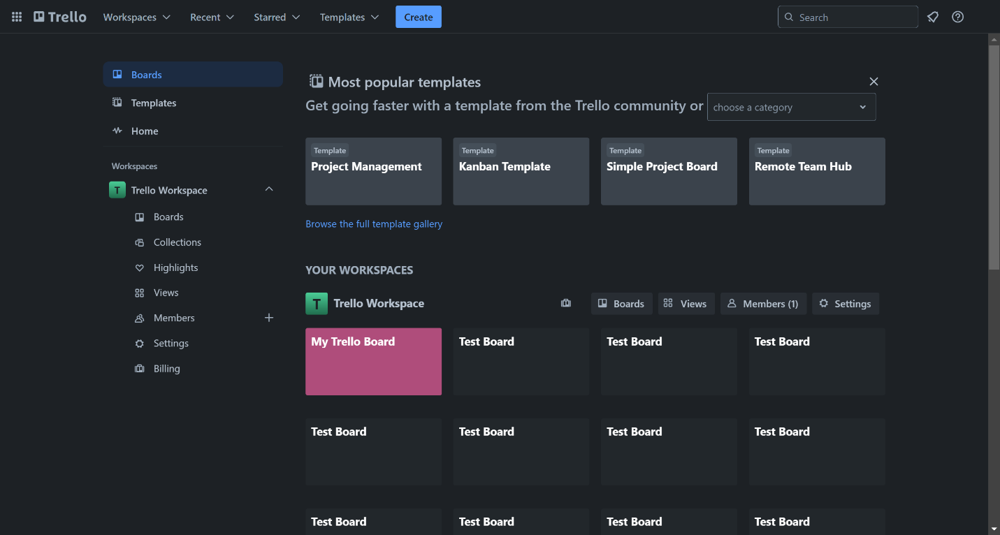 Trello Workspaces Recent Starred Templates Create Search
Boards
Templates
Home
Workspaces
T Trello Workspace
Boards
Collections
Highlights
Views
Members
Settings
Billing
Most popular templates
Get going faster with a template from the Trello community or choose a category
Template Template Template Template
Project Management Kanban Template Simple Project Board Remote Team Hub
Browse the full template gallery
YOUR WORKSPACES
T Trello Workspace Boards Views Members (1) Settings
My Trello Board Test Board Test Board Test Board
Test Board Test Board Test Board Test Board
Test Board Test Board Test Board Test Board